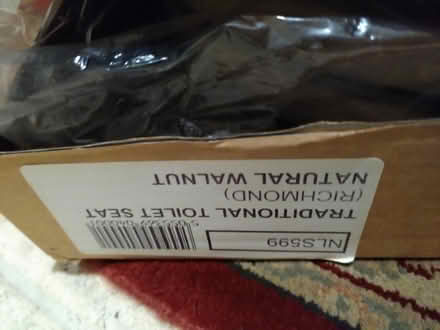 NLS599
TRADITIONAL TOILET SEAT
(RICHMOND)
NATURAL WALNUT